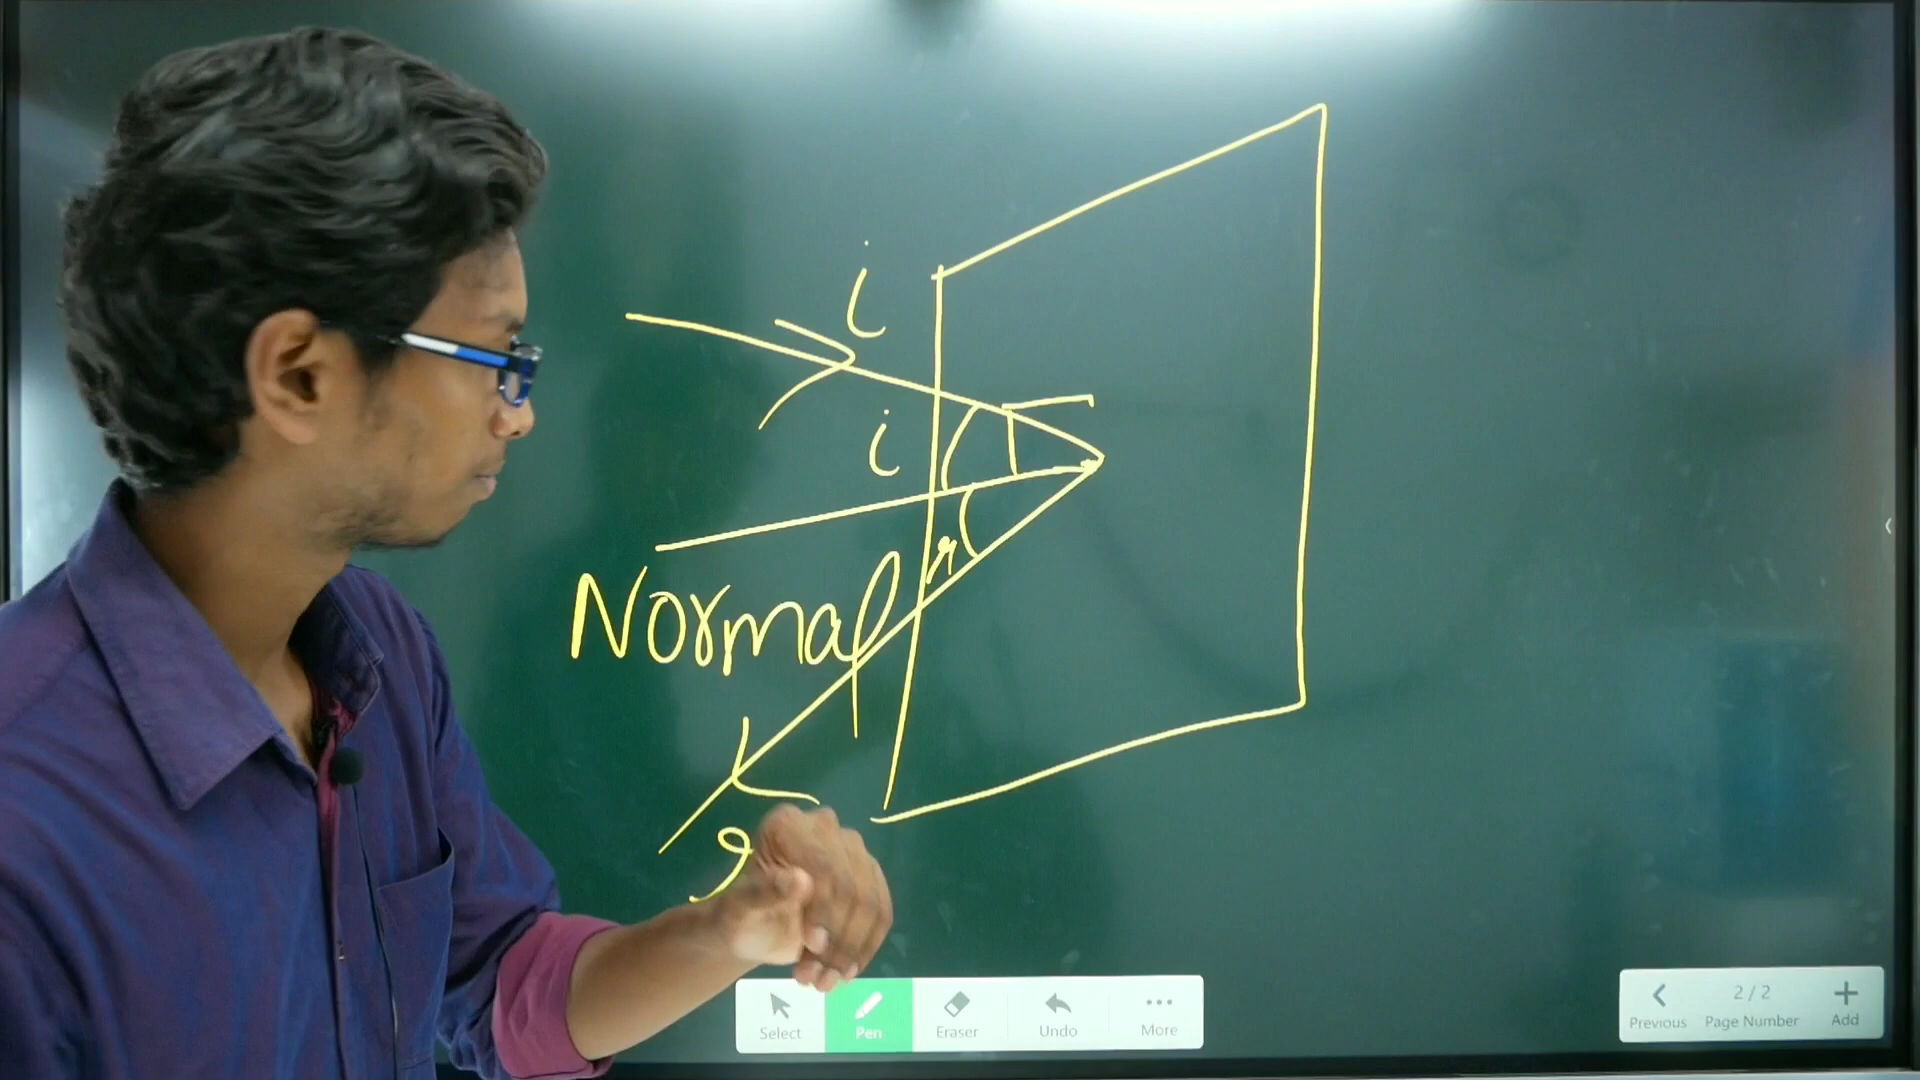 i
i
r
Normal
r
Select Pen Eraser Undo More
2 / 2
Previous Page Number Add